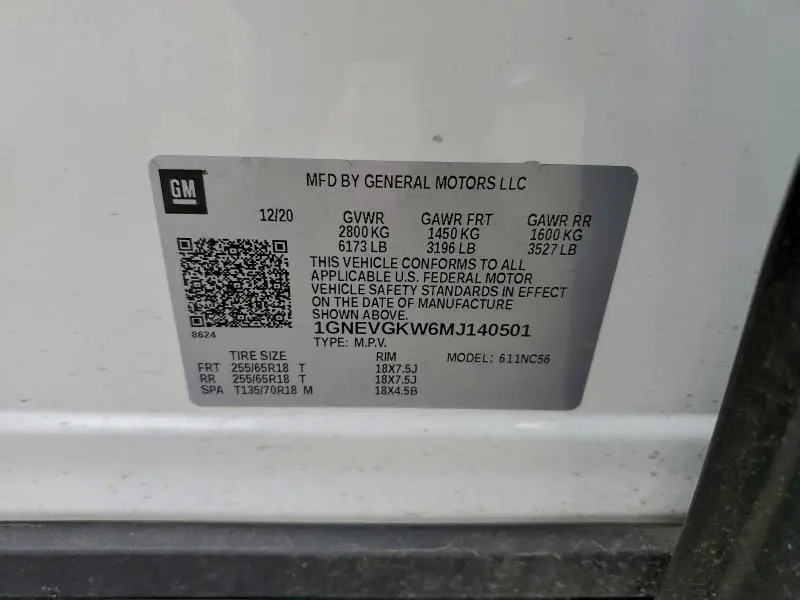 GM
MFD BY GENERAL MOTORS LLC
12/20 GVWR GAWR FRT GAWR RR
2800 KG 1450 KG 1600 KG
6173 LB 3196 LB 3527 LB
THIS VEHICLE CONFORMS TO ALL
APPLICABLE U.S. FEDERAL MOTOR
VEHICLE SAFETY STANDARDS IN EFFECT
ON THE DATE OF MANUFACTURE
SHOWN ABOVE.
8624
1GNEVGKW6MJ140501
TYPE: M.P.V.
TIRE SIZE RIM MODEL: 611NC56
FRT 255/65R18 T 18X7.5J
RR 255/65R18 T 18X7.5J
SPA T135/70R18 M 18X4.5B